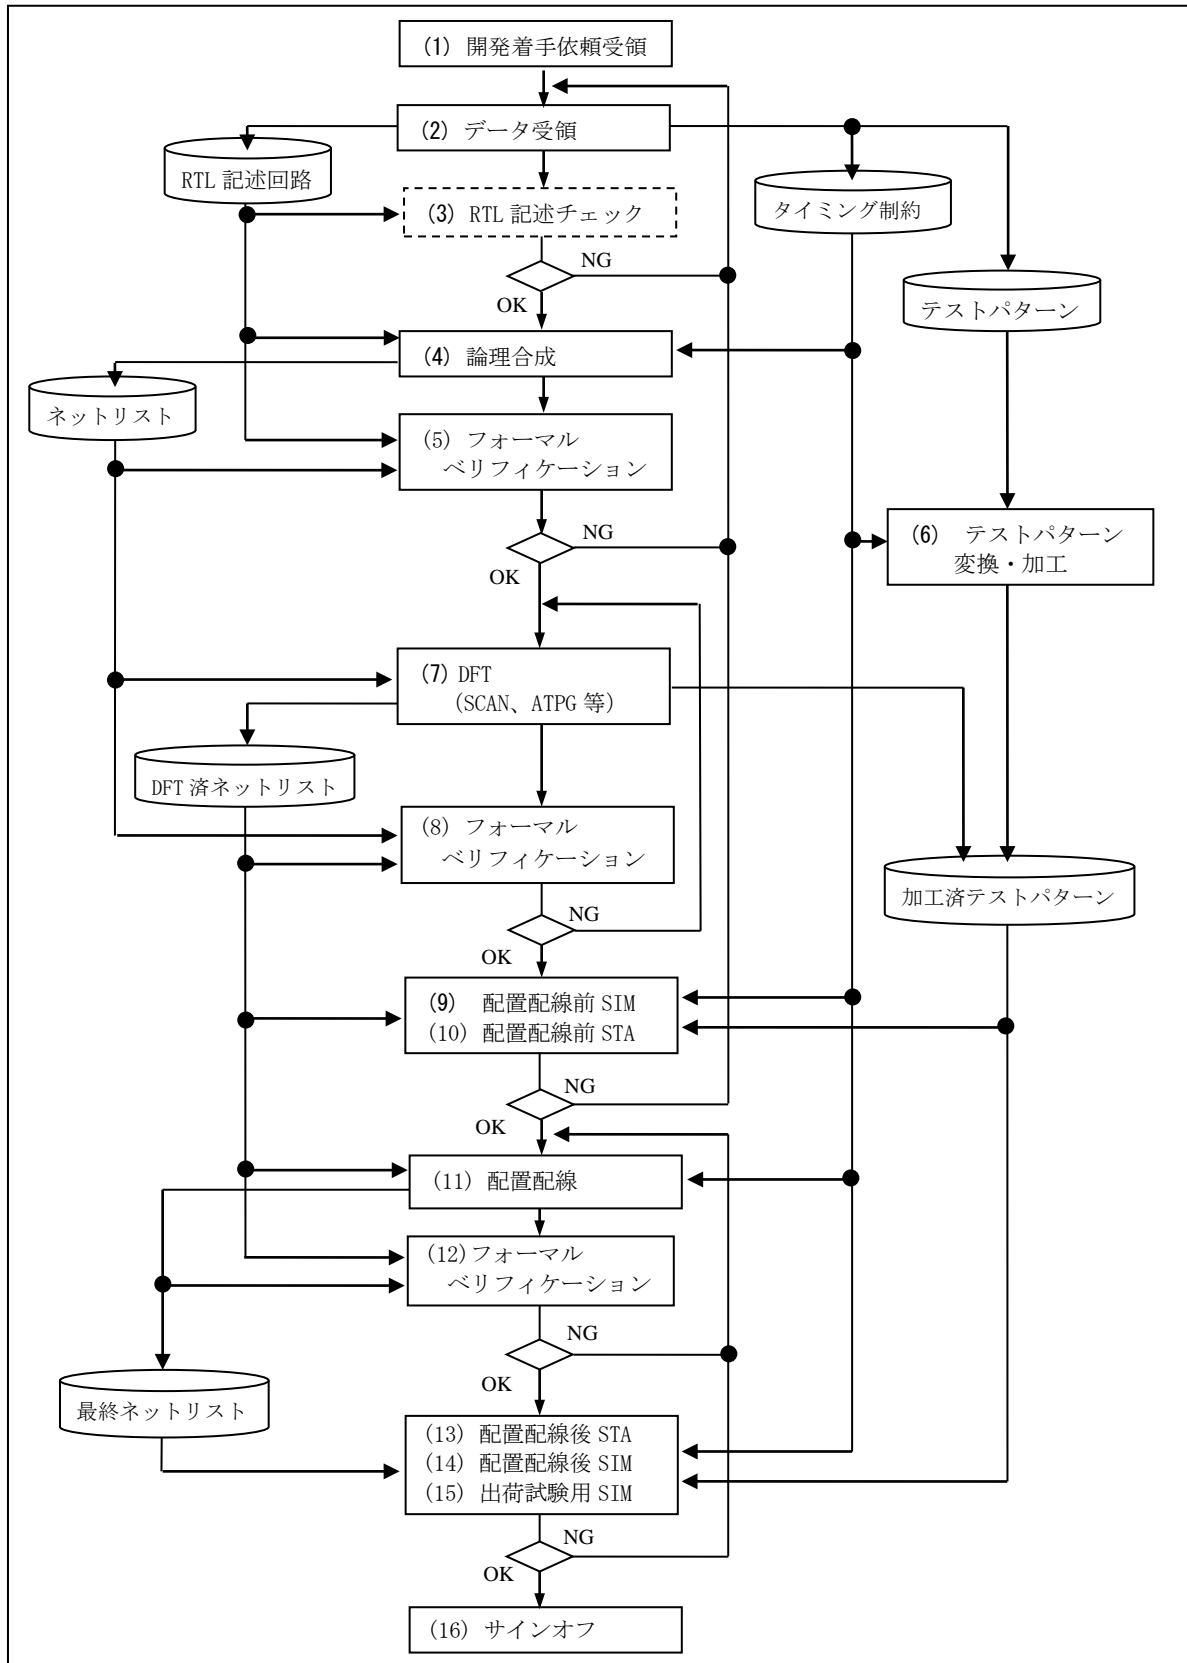 (1) 開発着手依頼受領
(2) データ受領
RTL 記述回路
タイミング制約
(3) RTL 記述チェック
NG
テストパターン
OK
(4) 論理合成
ネットリスト
(5) フォーマル
ベリフィケーション
NG
(6) テストパターン
変換・加工
OK
(7) DFT
(SCAN、ATPG 等)
DFT 済ネットリスト
(8) フォーマル
ベリフィケーション
加工済テストパターン
NG
OK
(9) 配置配線前 SIM
(10) 配置配線前 STA
NG
OK
(11) 配置配線
(12)フォーマル
ベリフィケーション
NG
OK
最終ネットリスト
(13) 配置配線後 STA
(14) 配置配線後 SIM
(15) 出荷試験用 SIM
NG
OK
(16) サインオフ